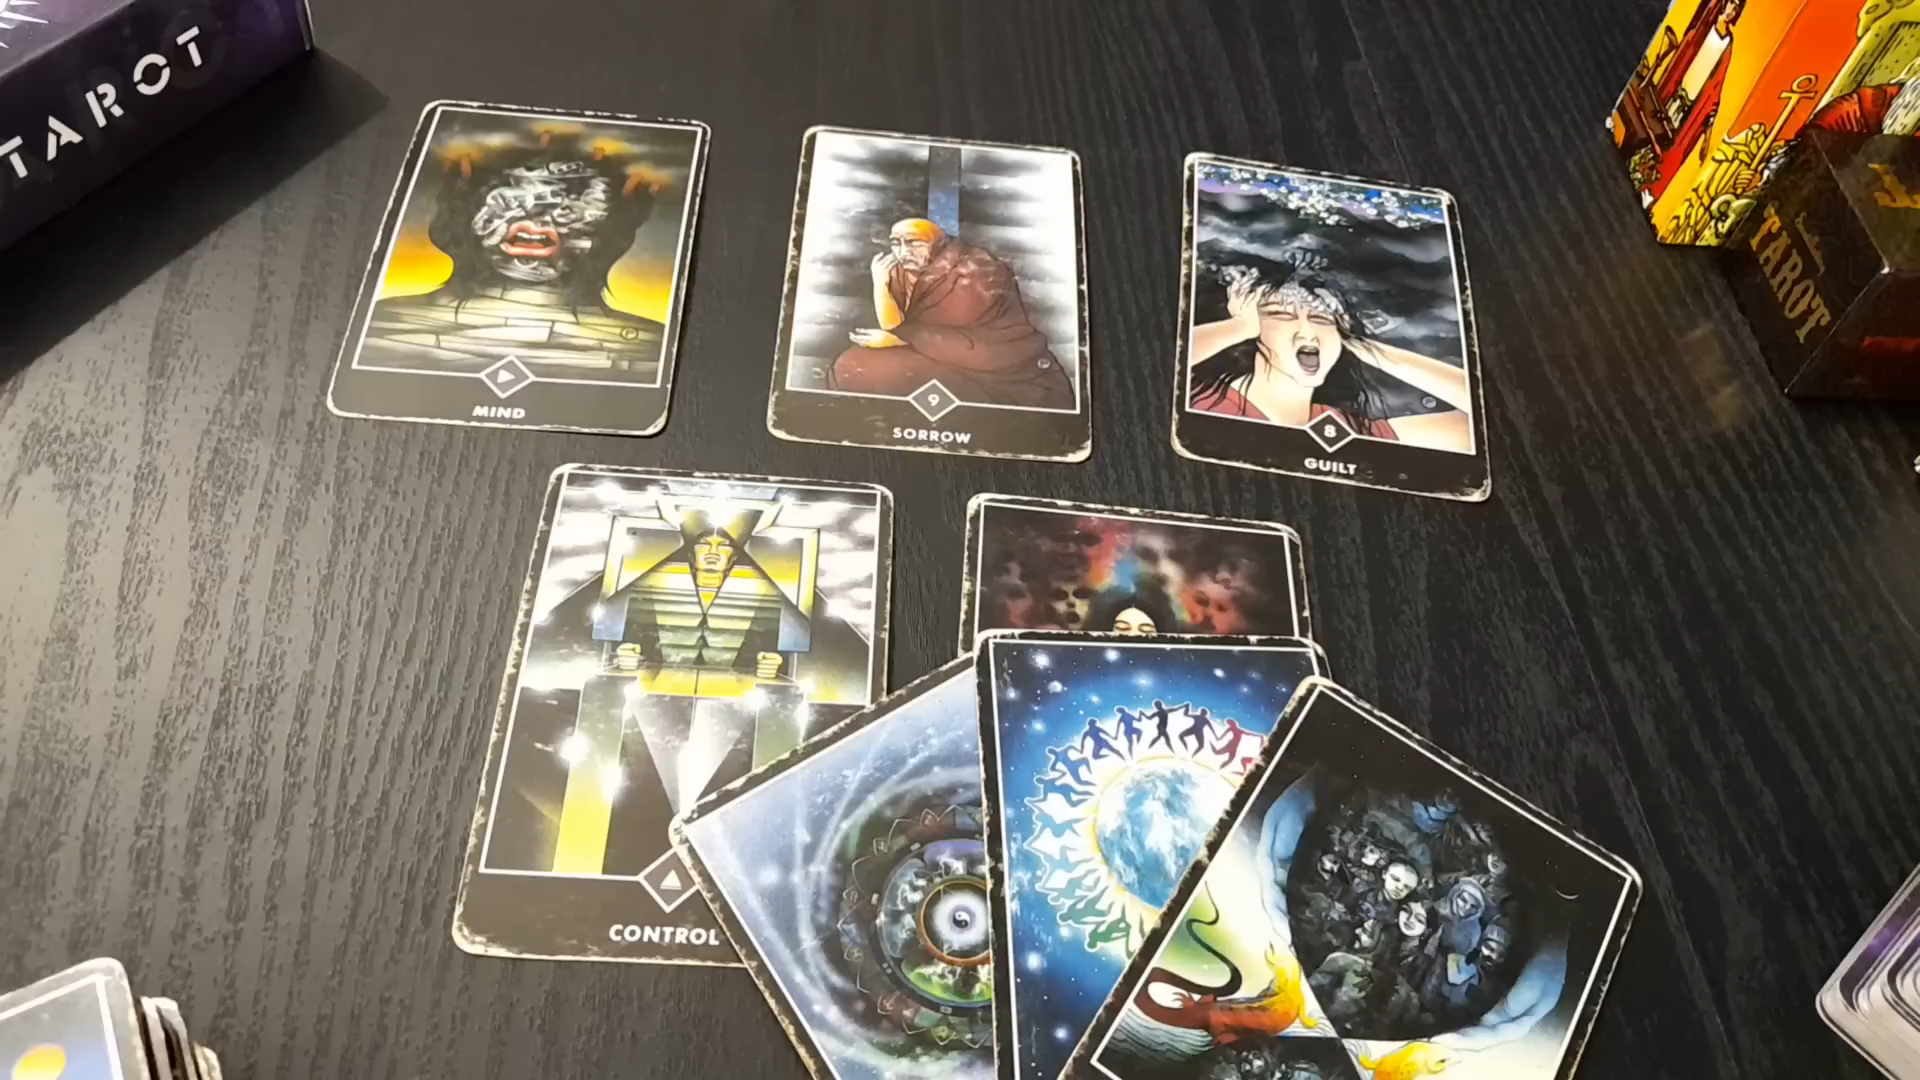 TAROT
TAROT
MIND
9
SORROW
8
GUILT
CONTROL